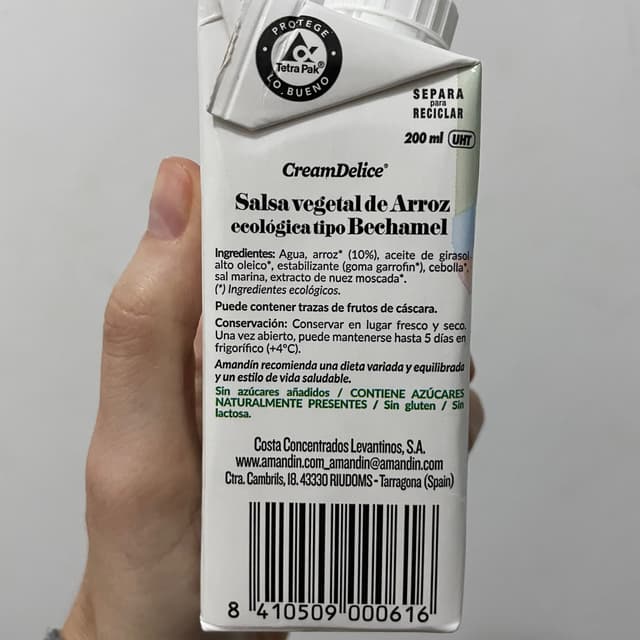 PROTEGE
Tetra Pak®
LO BUENO
SEPARA
para
RECICLAR
200 ml UHT
CreamDelice®
Salsa vegetal de Arroz
ecológica tipo Bechamel
Ingredientes: Agua, arroz* (10%), aceite de girasol
alto oleico*, estabilizante (goma garrofín*), cebolla*,
sal marina, extracto de nuez moscada*.
(*) Ingredientes ecológicos.
Puede contener trazas de frutos de cáscara.
Conservación: Conservar en lugar fresco y seco.
Una vez abierto, puede mantenerse hasta 5 días en
frigorífico (+4ºC).
Amandín recomienda una dieta variada y equilibrada
y un estilo de vida saludable.
Sin azúcares añadidos / CONTIENE AZÚCARES
NATURALMENTE PRESENTES / Sin gluten / Sin
lactosa.
Costa Concentrados Levantinos, S.A.
www.amandin.com_amandin@amandin.com
Ctra. Cambrils, 18. 43330 RIUDOMS - Tarragona (Spain)
8 410509 000616